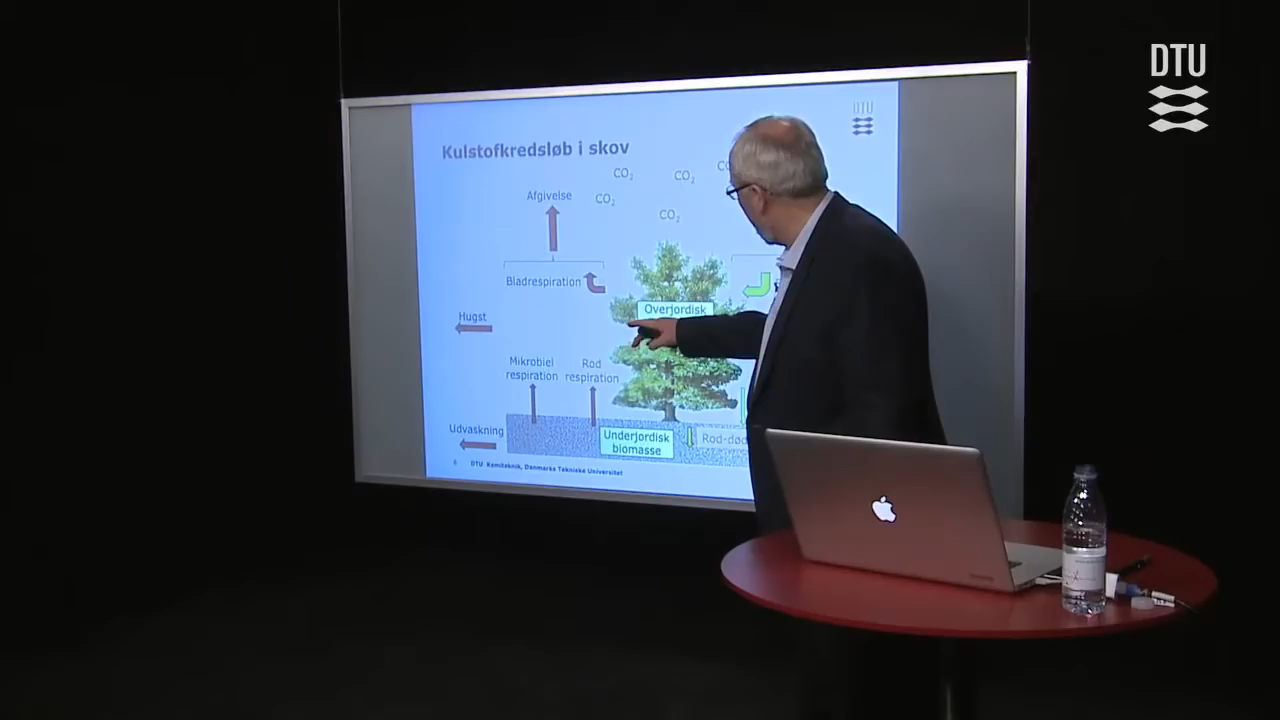 DTU
DTU
Kulstofkredsløb i skov
CO2
CO2
CO2
CO2
Afgivelse
Bladrespiration
Overjordisk
Hugst
Mikrobiel
respiration
Rod
respiration
Udvaskning
Underjordisk
biomasse
8 DTU Kemiteknik, Danmarks Tekniske Universitet